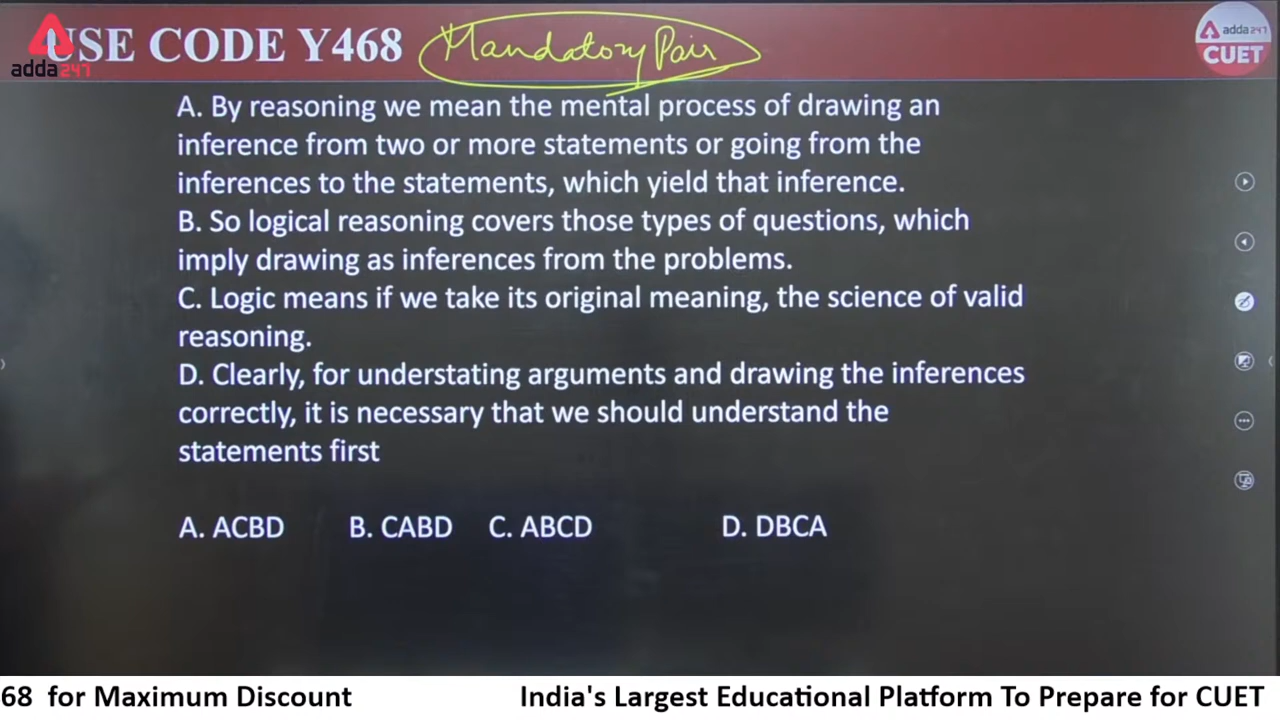 USE CODE Y468 Mandatory Pair
adda247
adda247
CUET
A. By reasoning we mean the mental process of drawing an
inference from two or more statements or going from the
inferences to the statements, which yield that inference.
B. So logical reasoning covers those types of questions, which
imply drawing as inferences from the problems.
C. Logic means if we take its original meaning, the science of valid
reasoning.
D. Clearly, for understating arguments and drawing the inferences
correctly, it is necessary that we should understand the
statements first
A. ACBD B. CABD C. ABCD D. DBCA
68 for Maximum Discount India's Largest Educational Platform To Prepare for CUET